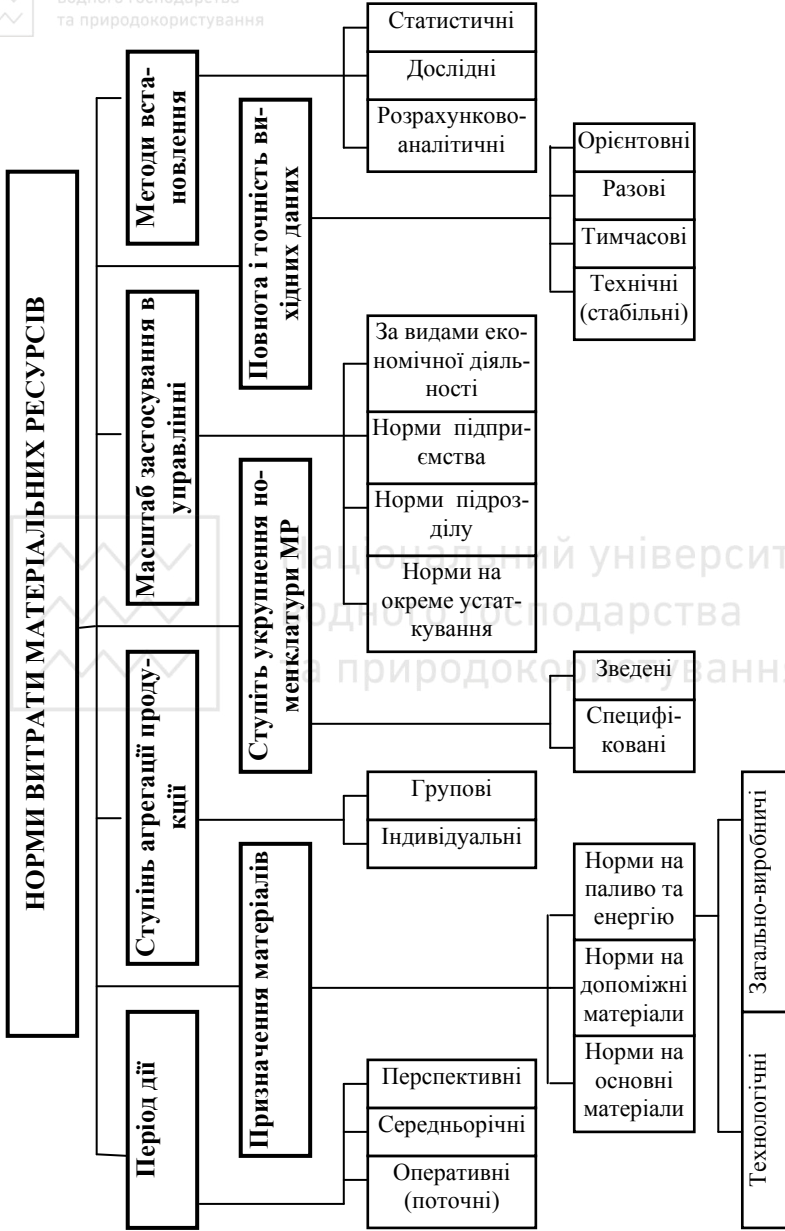 водного господарства
та природокористування
НОРМИ ВИТРАТИ МАТЕРІАЛЬНИХ РЕСУРСІВ
Період дії
Ступінь агрегації проду-
кції
Масштаб застосування в
управлінні
Методи вста-
новлення
Призначення матеріалів
Ступіть укрупнення но-
менклатури МР
Повнота і точність ви-
хідних даних
Оперативні
(поточні)
Середньорічні
Перспективні
Індивідуальні
Групові
Норми на
окреме устат-
кування
Норми підроз-
ділу
Норми підпри-
ємства
За видами еко-
номічної діяль-
ності
Розрахунково-
аналітичні
Дослідні
Статистичні
Норми на
основні
матеріали
Норми на
допоміжні
матеріали
Норми на
паливо та
енергію
Специфі-
ковані
Зведені
Технічні
(стабільні)
Тимчасові
Разові
Орієнтовні
Технологічні
Загально-виробничі
Національний університ
водного господарства
та природокористування